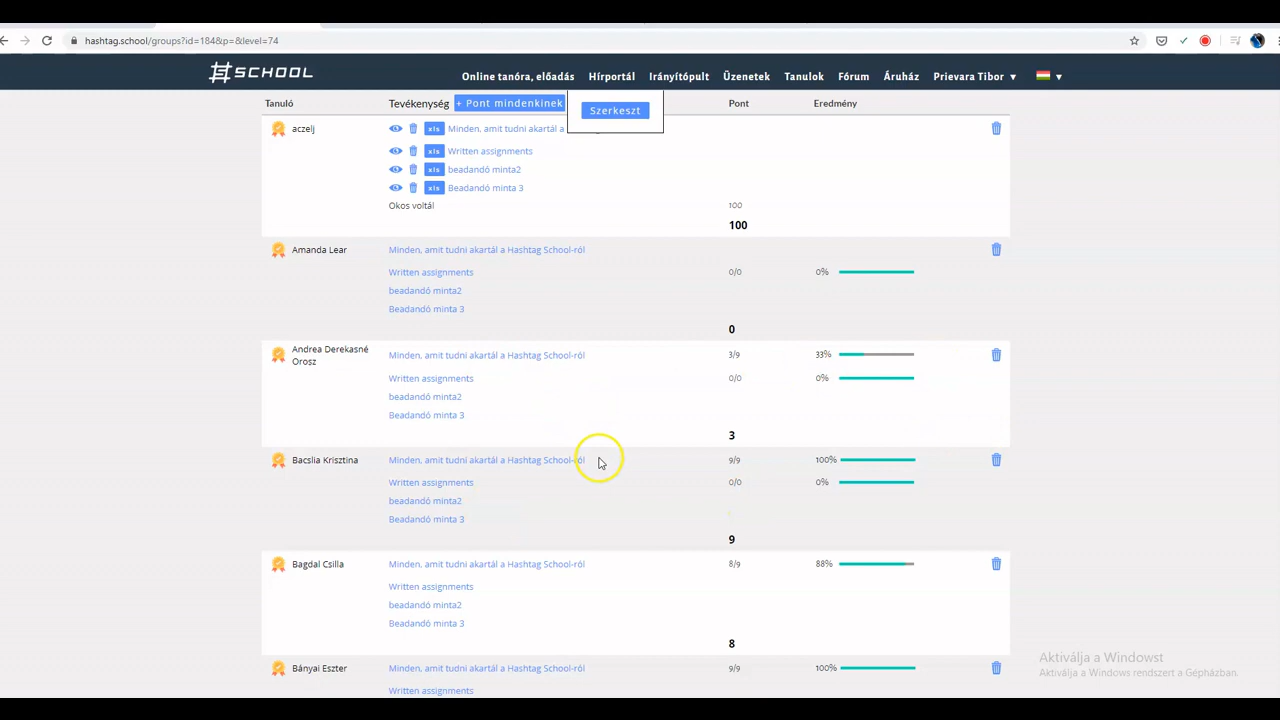 hashtag.school/groups?id=184&p=&level=74
SCHOOL
Online tanóra, előadás Hírportál Irányítópult Üzenetek Tanulok Fórum Áruház Prievara Tibor
Tanuló Tevékenység + Pont mindenkinek Szerkeszt Pont Eredmény
aczelj xls Minden, amit tudni akartál a
xls Written assignments
xls beadandó minta2
xls Beadandó minta 3
Okos voltál 100
100
Amanda Lear Minden, amit tudni akartál a Hashtag School-ról
Written assignments 0/0 0%
beadandó minta2
Beadandó minta 3
0
Andrea Derekasné Orosz Minden, amit tudni akartál a Hashtag School-ról 3/9 33%
Written assignments 0/0 0%
beadandó minta2
Beadandó minta 3
3
Bacslia Krisztina Minden, amit tudni akartál a Hashtag School-ról 9/9 100%
Written assignments 0/0 0%
beadandó minta2
Beadandó minta 3
9
Bagdal Csilla Minden, amit tudni akartál a Hashtag School-ról 8/9 88%
Written assignments
beadandó minta2
Beadandó minta 3
8
Bányai Eszter Minden, amit tudni akartál a Hashtag School-ról 9/9 100%
Written assignments
Aktiválja a Windowst
Aktiválja a Windows rendszert a Gépházban.